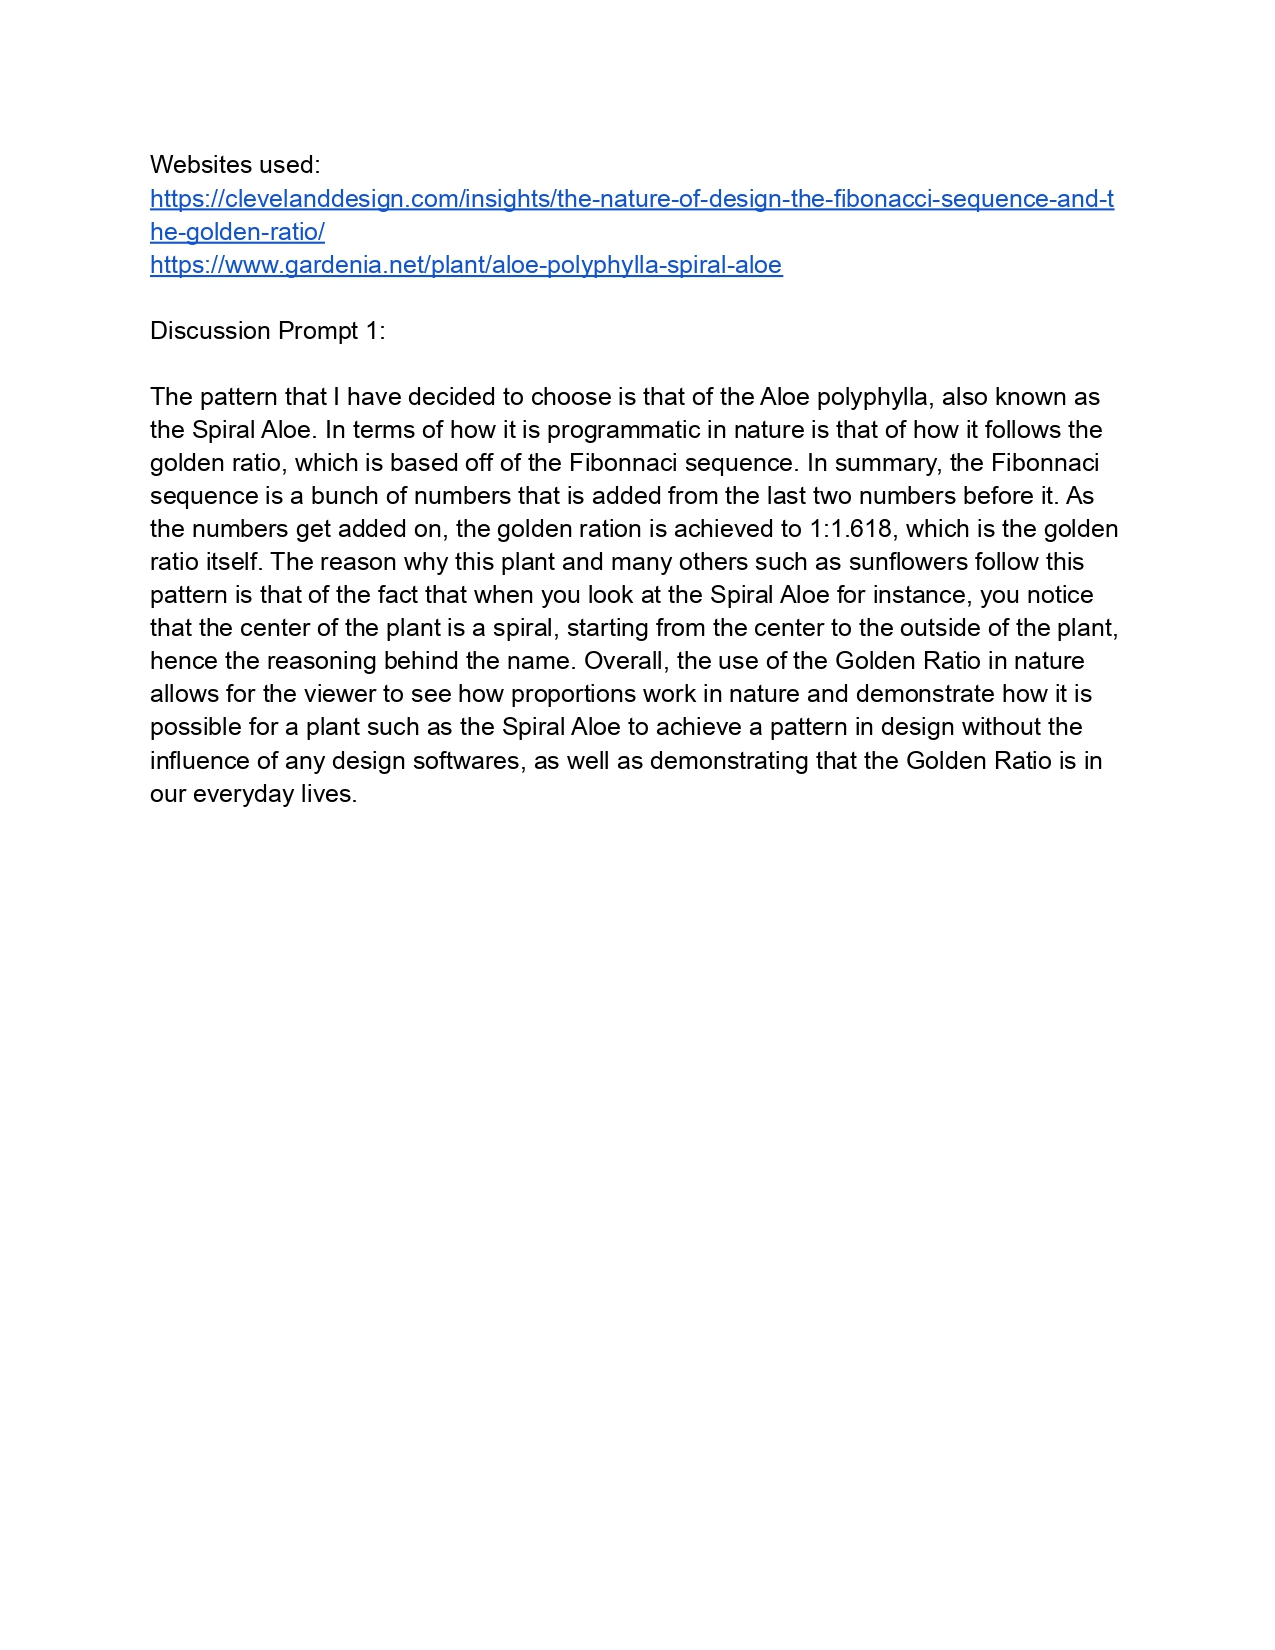 Websites used:
https://clevelanddesign.com/insights/the-nature-of-design-the-fibonacci-sequence-and-t
he-golden-ratio/
https://www.gardenia.net/plant/aloe-polyphylla-spiral-aloe
Discussion Prompt 1:
The pattern that I have decided to choose is that of the Aloe polyphylla, also known as
the Spiral Aloe. In terms of how it is programmatic in nature is that of how it follows the
golden ratio, which is based off of the Fibonnaci sequence. In summary, the Fibonnaci
sequence is a bunch of numbers that is added from the last two numbers before it. As
the numbers get added on, the golden ration is achieved to 1:1.618, which is the golden
ratio itself. The reason why this plant and many others such as sunflowers follow this
pattern is that of the fact that when you look at the Spiral Aloe for instance, you notice
that the center of the plant is a spiral, starting from the center to the outside of the plant,
hence the reasoning behind the name. Overall, the use of the Golden Ratio in nature
allows for the viewer to see how proportions work in nature and demonstrate how it is
possible for a plant such as the Spiral Aloe to achieve a pattern in design without the
influence of any design softwares, as well as demonstrating that the Golden Ratio is in
our everyday lives.